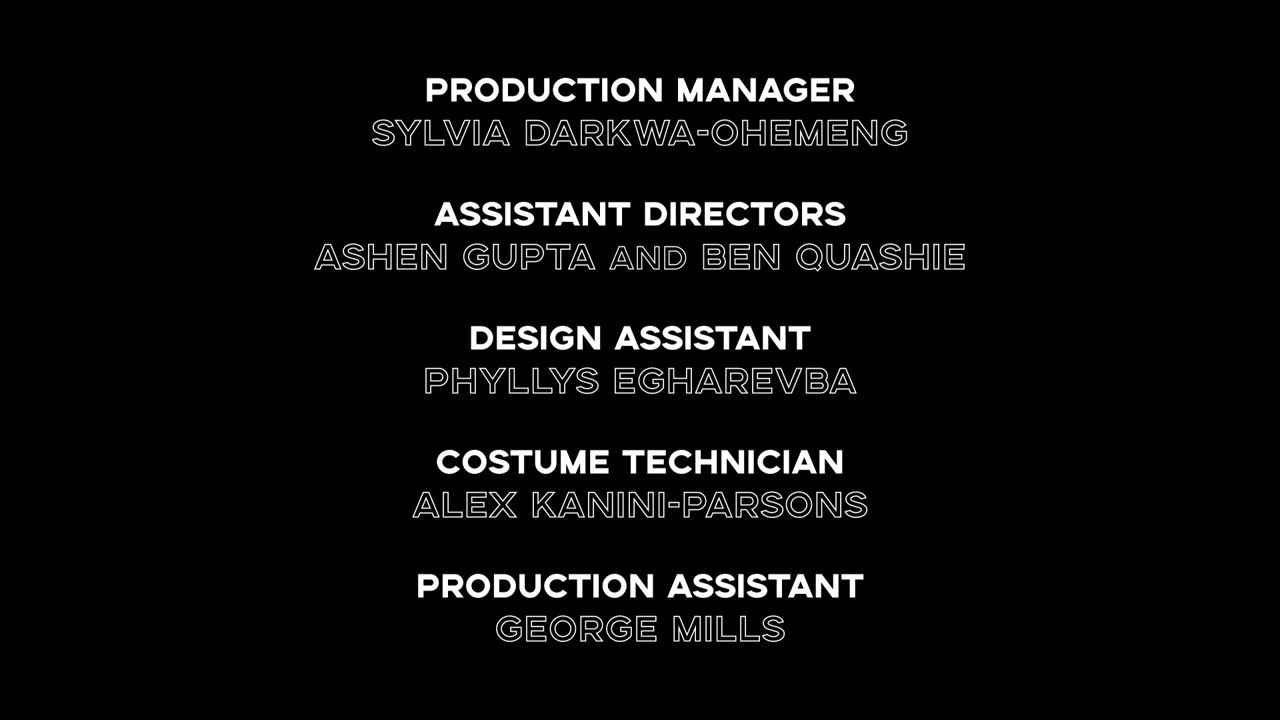 PRODUCTION MANAGER
SYLVIA DARKWA-OHEMENG
ASSISTANT DIRECTORS
ASHEN GUPTA AND BEN QUASHIE
DESIGN ASSISTANT
PHYLLYS EGHAREVBA
COSTUME TECHNICIAN
ALEX KANINI-PARSONS
PRODUCTION ASSISTANT
GEORGE MILLS